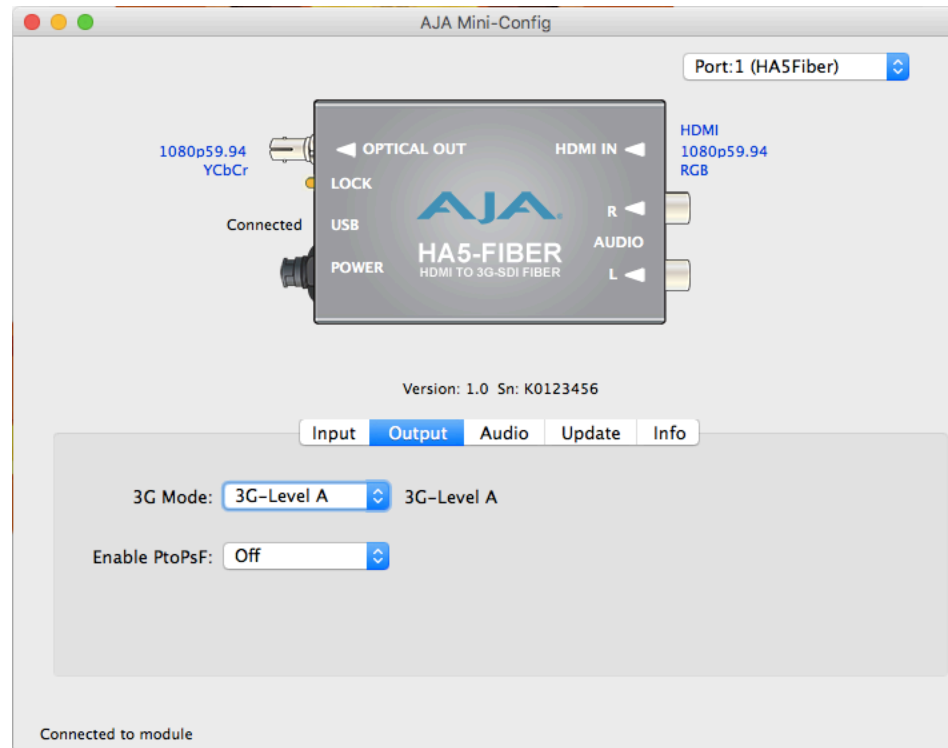 AJA Mini-Config
Port:1 (HA5Fiber)
1080p59.94
YCbCr
OPTICAL OUT
HDMI IN
HDMI
1080p59.94
RGB
LOCK
AJA
R
Connected
USB
AUDIO
HA5-FIBER
POWER
HDMI TO 3G-SDI FIBER
L
Version: 1.0 Sn: K0123456
Input Output Audio Update Info
3G Mode: 3G-Level A 3G-Level A
Enable PtoPsF: Off
Connected to module